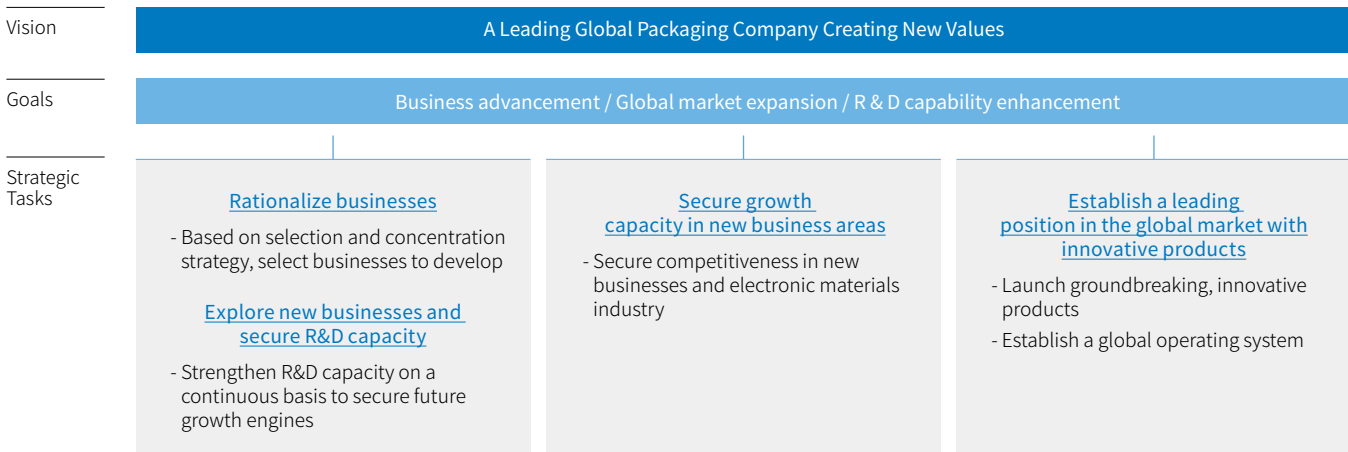 Vision
A Leading Global Packaging Company Creating New Values
Goals
Business advancement / Global market expansion / R & D capability enhancement
Strategic
Tasks
Rationalize businesses
- Based on selection and concentration
strategy, select businesses to develop
Explore new businesses and
secure R&D capacity
- Strengthen R&D capacity on a
continuous basis to secure future
growth engines
Secure growth
capacity in new business areas
- Secure competitiveness in new
businesses and electronic materials
industry
Establish a leading
position in the global market with
innovative products
- Launch groundbreaking, innovative
products
- Establish a global operating system